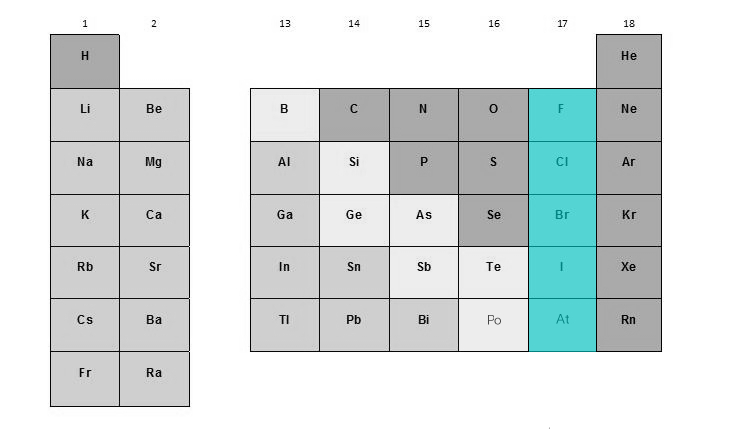 1 2 13 14 15 16 17 18
H He
Li Be B C N O F Ne
Na Mg Al Si P S Cl Ar
K Ca Ga Ge As Se Br Kr
Rb Sr In Sn Sb Te I Xe
Cs Ba Tl Pb Bi Po At Rn
Fr Ra